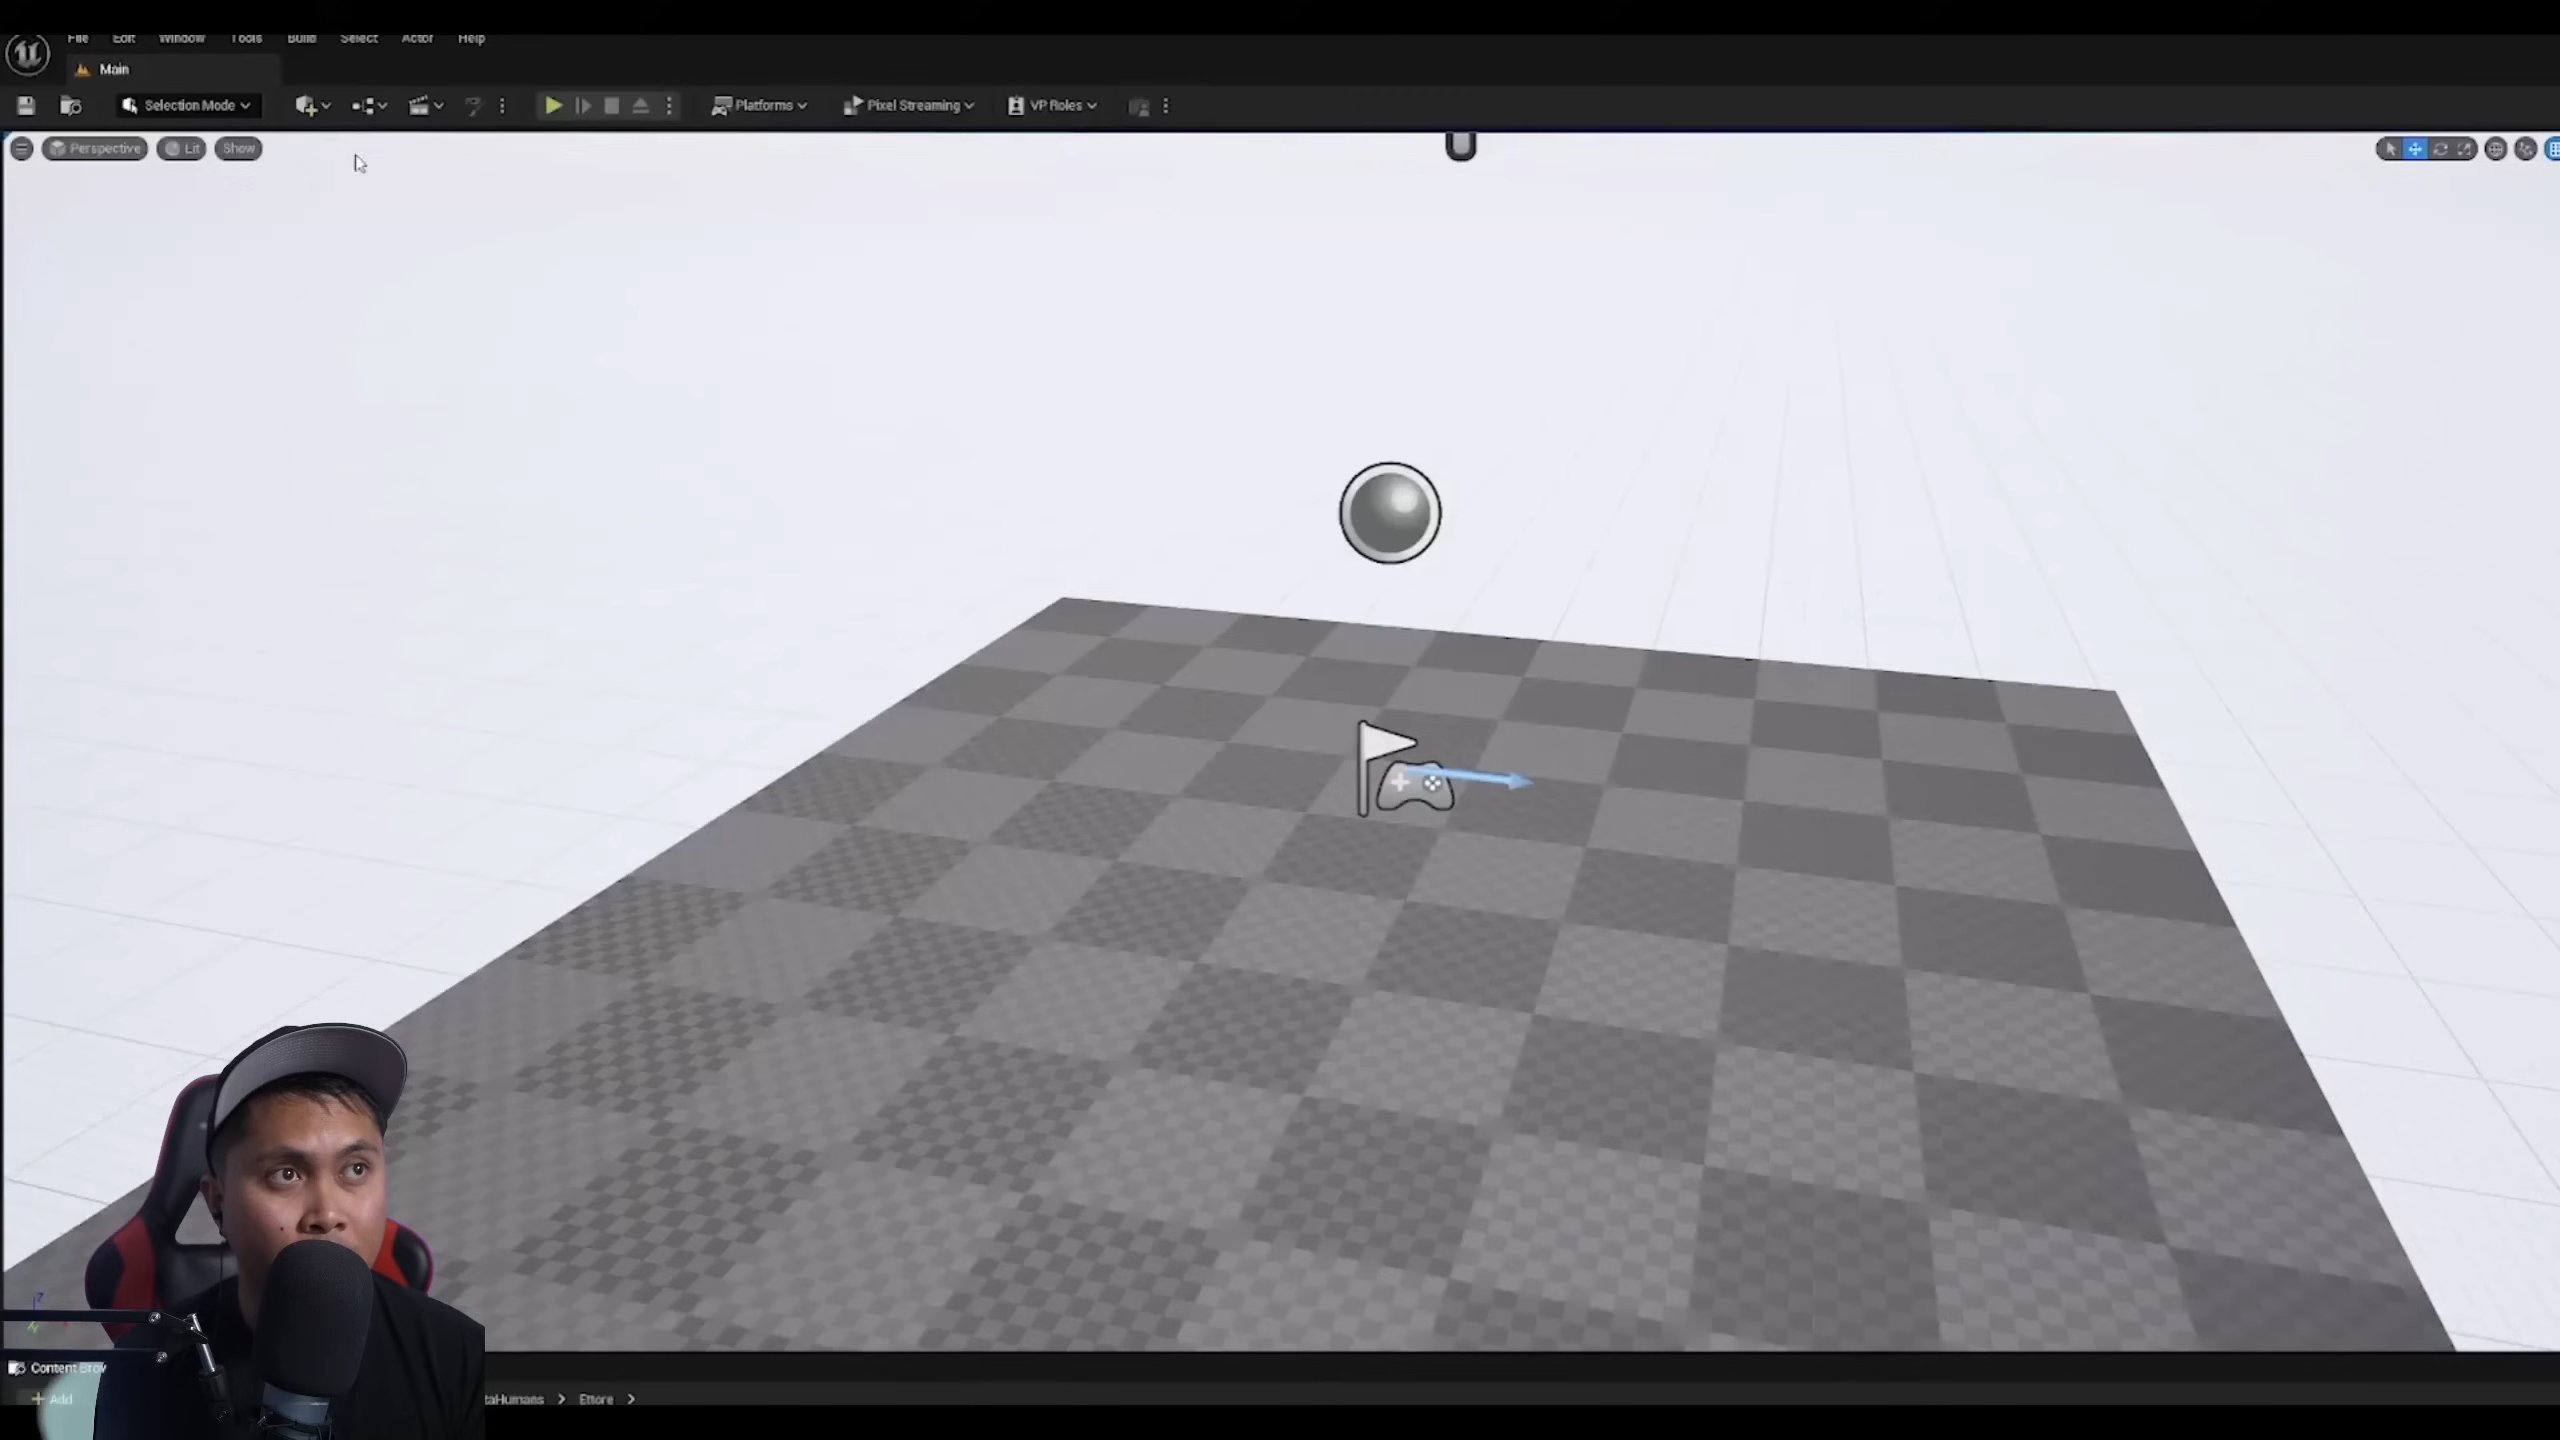 File Edit Window Tools Build Select Actor Help
Main
Selection Mode Platforms Pixel Streaming VP Roles
Perspective Lit Show
Z
Content Brow
Add taHumans > Ettore >